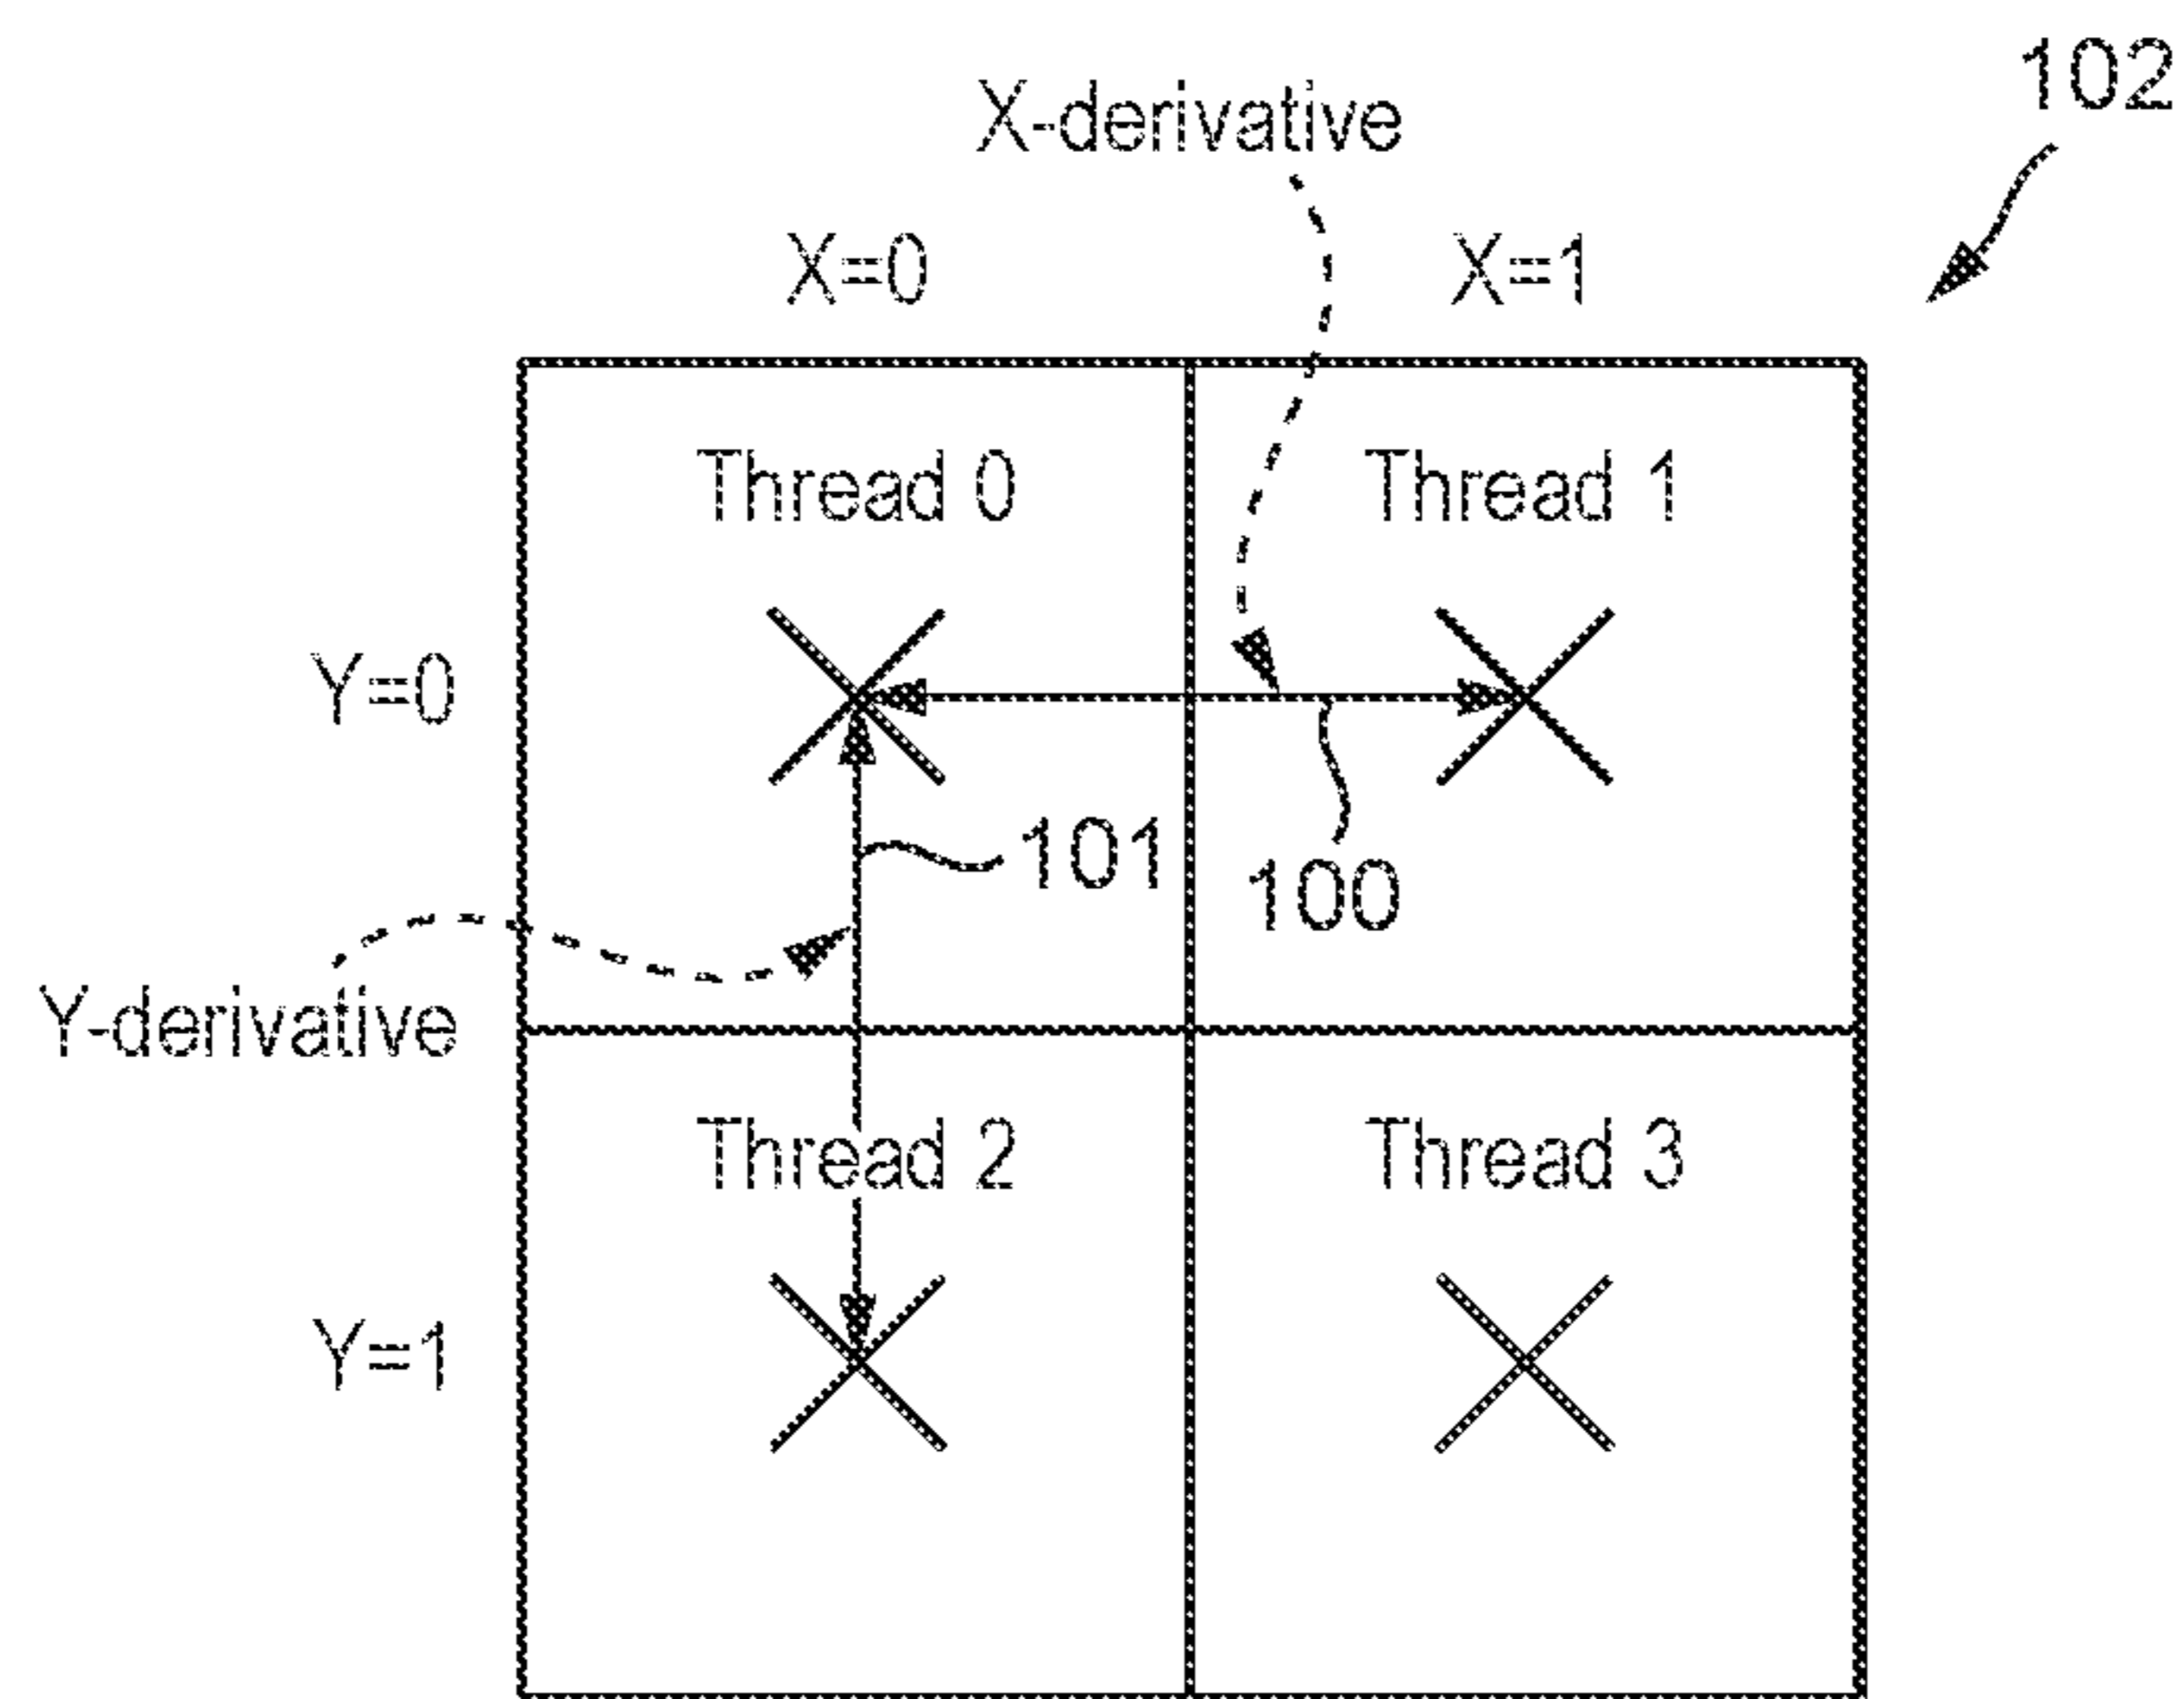 102
X-derivative
X=0
X=1
Thread 0
Thread 1
Y=0
101
100
Y-derivative
Thread 2
Thread 3
Y=1